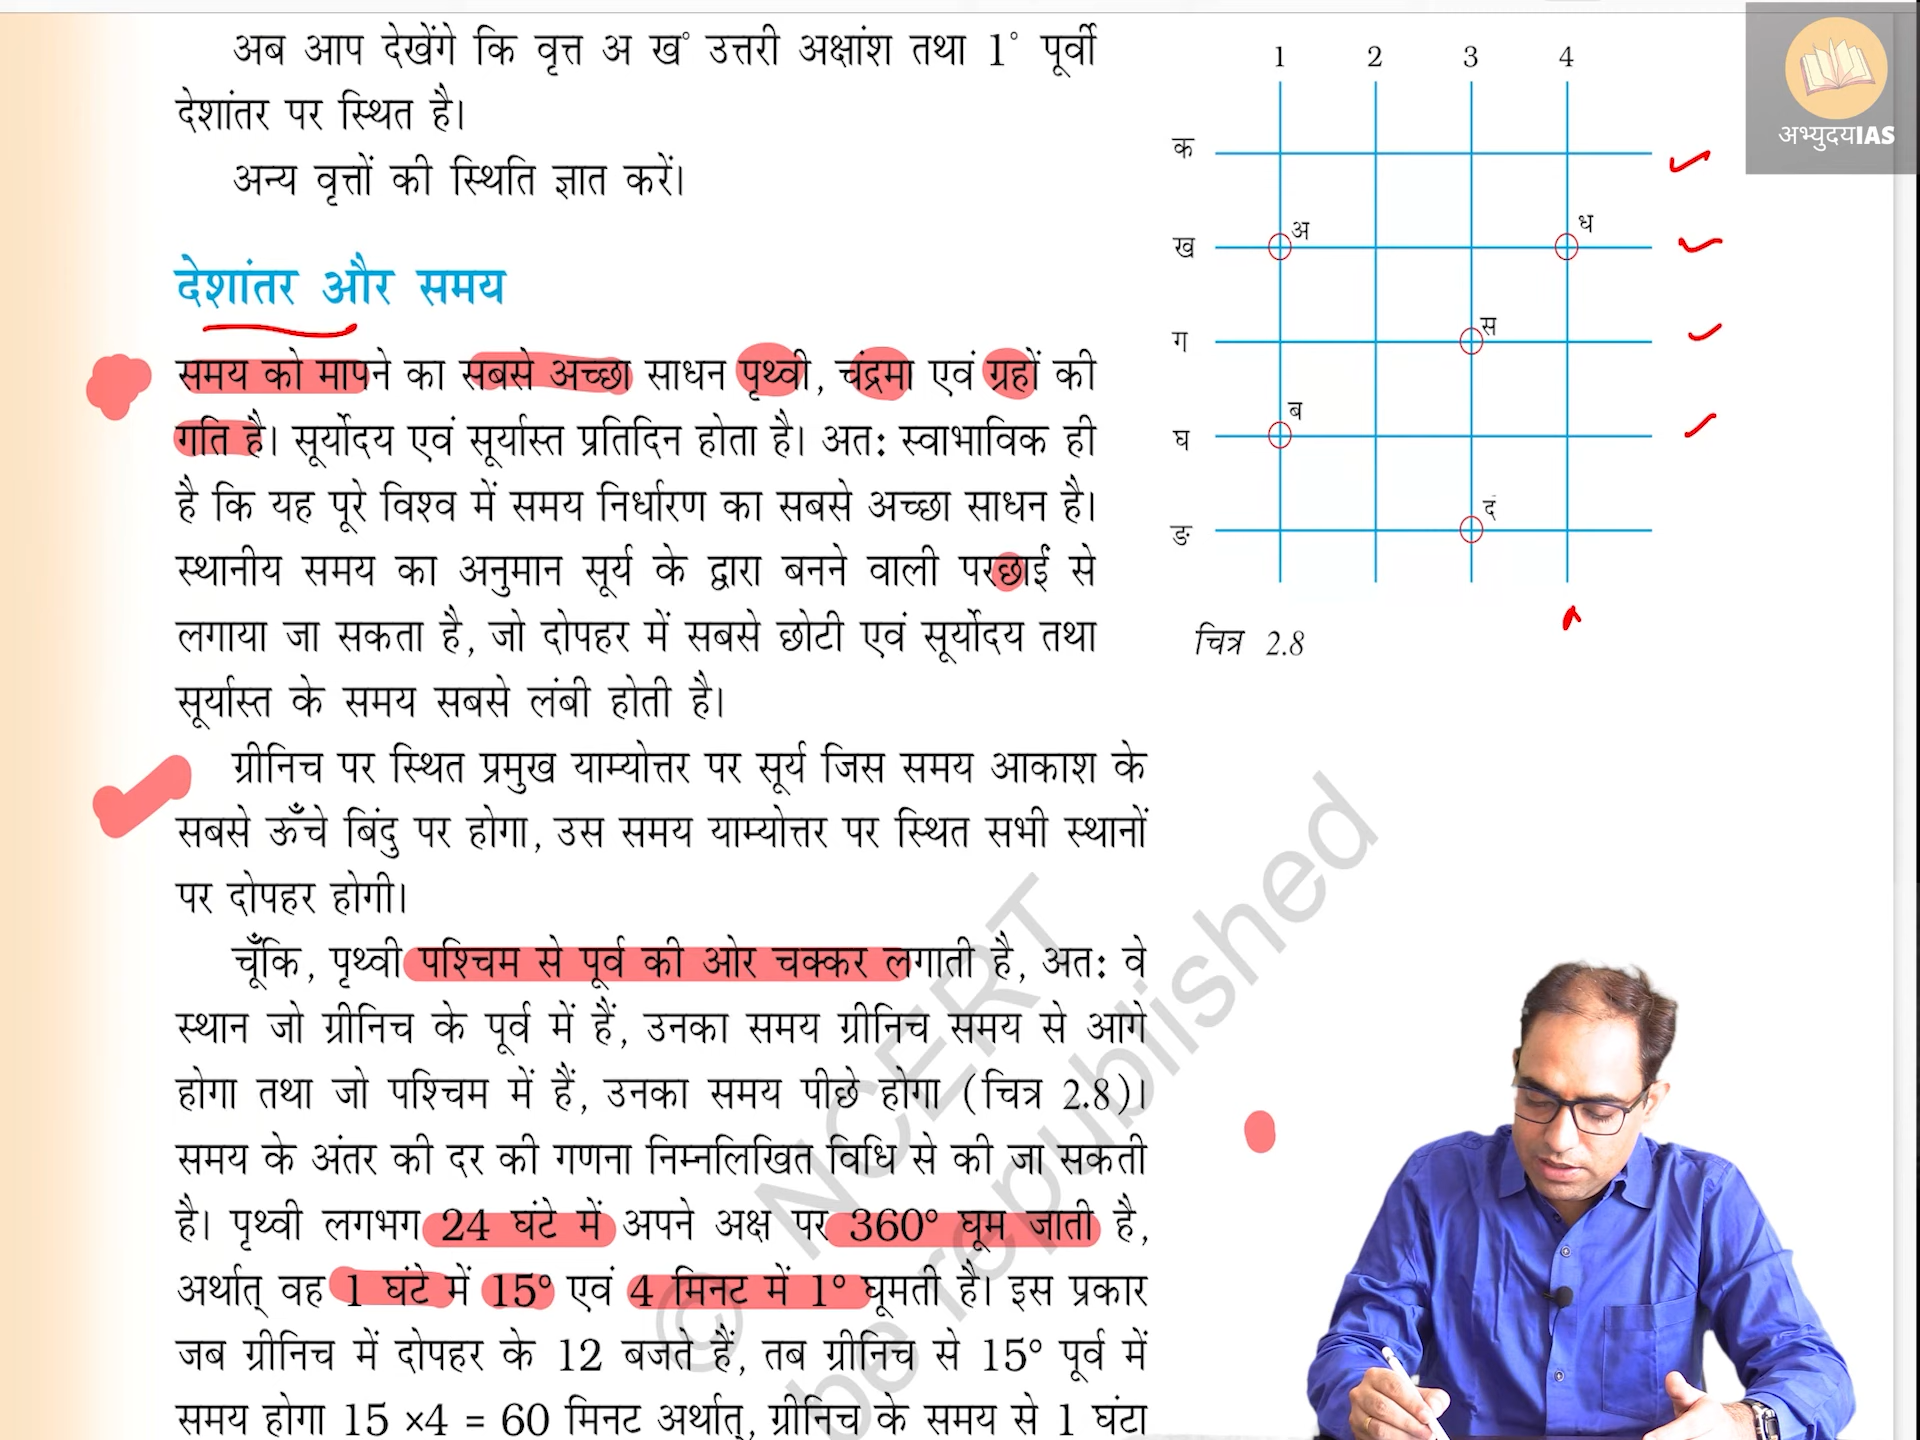 अब आप देखेंगे कि वृत्त अ ख° उत्तरी अक्षांश तथा 1° पूर्वी
देशांतर पर स्थित है।
अन्य वृत्तों की स्थिति ज्ञात करें।
देशांतर और समय
समय को मापने का सबसे अच्छा साधन पृथ्वी, चंद्रमा एवं ग्रहों की
गति है। सूर्योदय एवं सूर्यास्त प्रतिदिन होता है। अतः स्वाभाविक ही
है कि यह पूरे विश्व में समय निर्धारण का सबसे अच्छा साधन है।
स्थानीय समय का अनुमान सूर्य के द्वारा बनने वाली परछाईं से
लगाया जा सकता है, जो दोपहर में सबसे छोटी एवं सूर्योदय तथा
सूर्यास्त के समय सबसे लंबी होती है।
ग्रीनिच पर स्थित प्रमुख याम्योत्तर पर सूर्य जिस समय आकाश के
सबसे ऊँचे बिंदु पर होगा, उस समय याम्योत्तर पर स्थित सभी स्थानों
पर दोपहर होगी।
चूँकि, पृथ्वी पश्चिम से पूर्व की ओर चक्कर लगाती है, अतः वे
स्थान जो ग्रीनिच के पूर्व में हैं, उनका समय ग्रीनिच समय से आगे
होगा तथा जो पश्चिम में हैं, उनका समय पीछे होगा (चित्र 2.8)।
समय के अंतर की दर की गणना निम्नलिखित विधि से की जा सकती
है। पृथ्वी लगभग 24 घंटे में अपने अक्ष पर 360° घूम जाती है,
अर्थात् वह 1 घंटे में 15° एवं 4 मिनट में 1° घूमती है। इस प्रकार
जब ग्रीनिच में दोपहर के 12 बजते हैं, तब ग्रीनिच से 15° पूर्व में
समय होगा 15 ×4 = 60 मिनट अर्थात्, ग्रीनिच के समय से 1 घंटा
1 2 3 4
क
ख अ ध
ग स
घ ब
ङ द
चित्र 2.8
अभ्युदयIAS
© NCERT
be republished